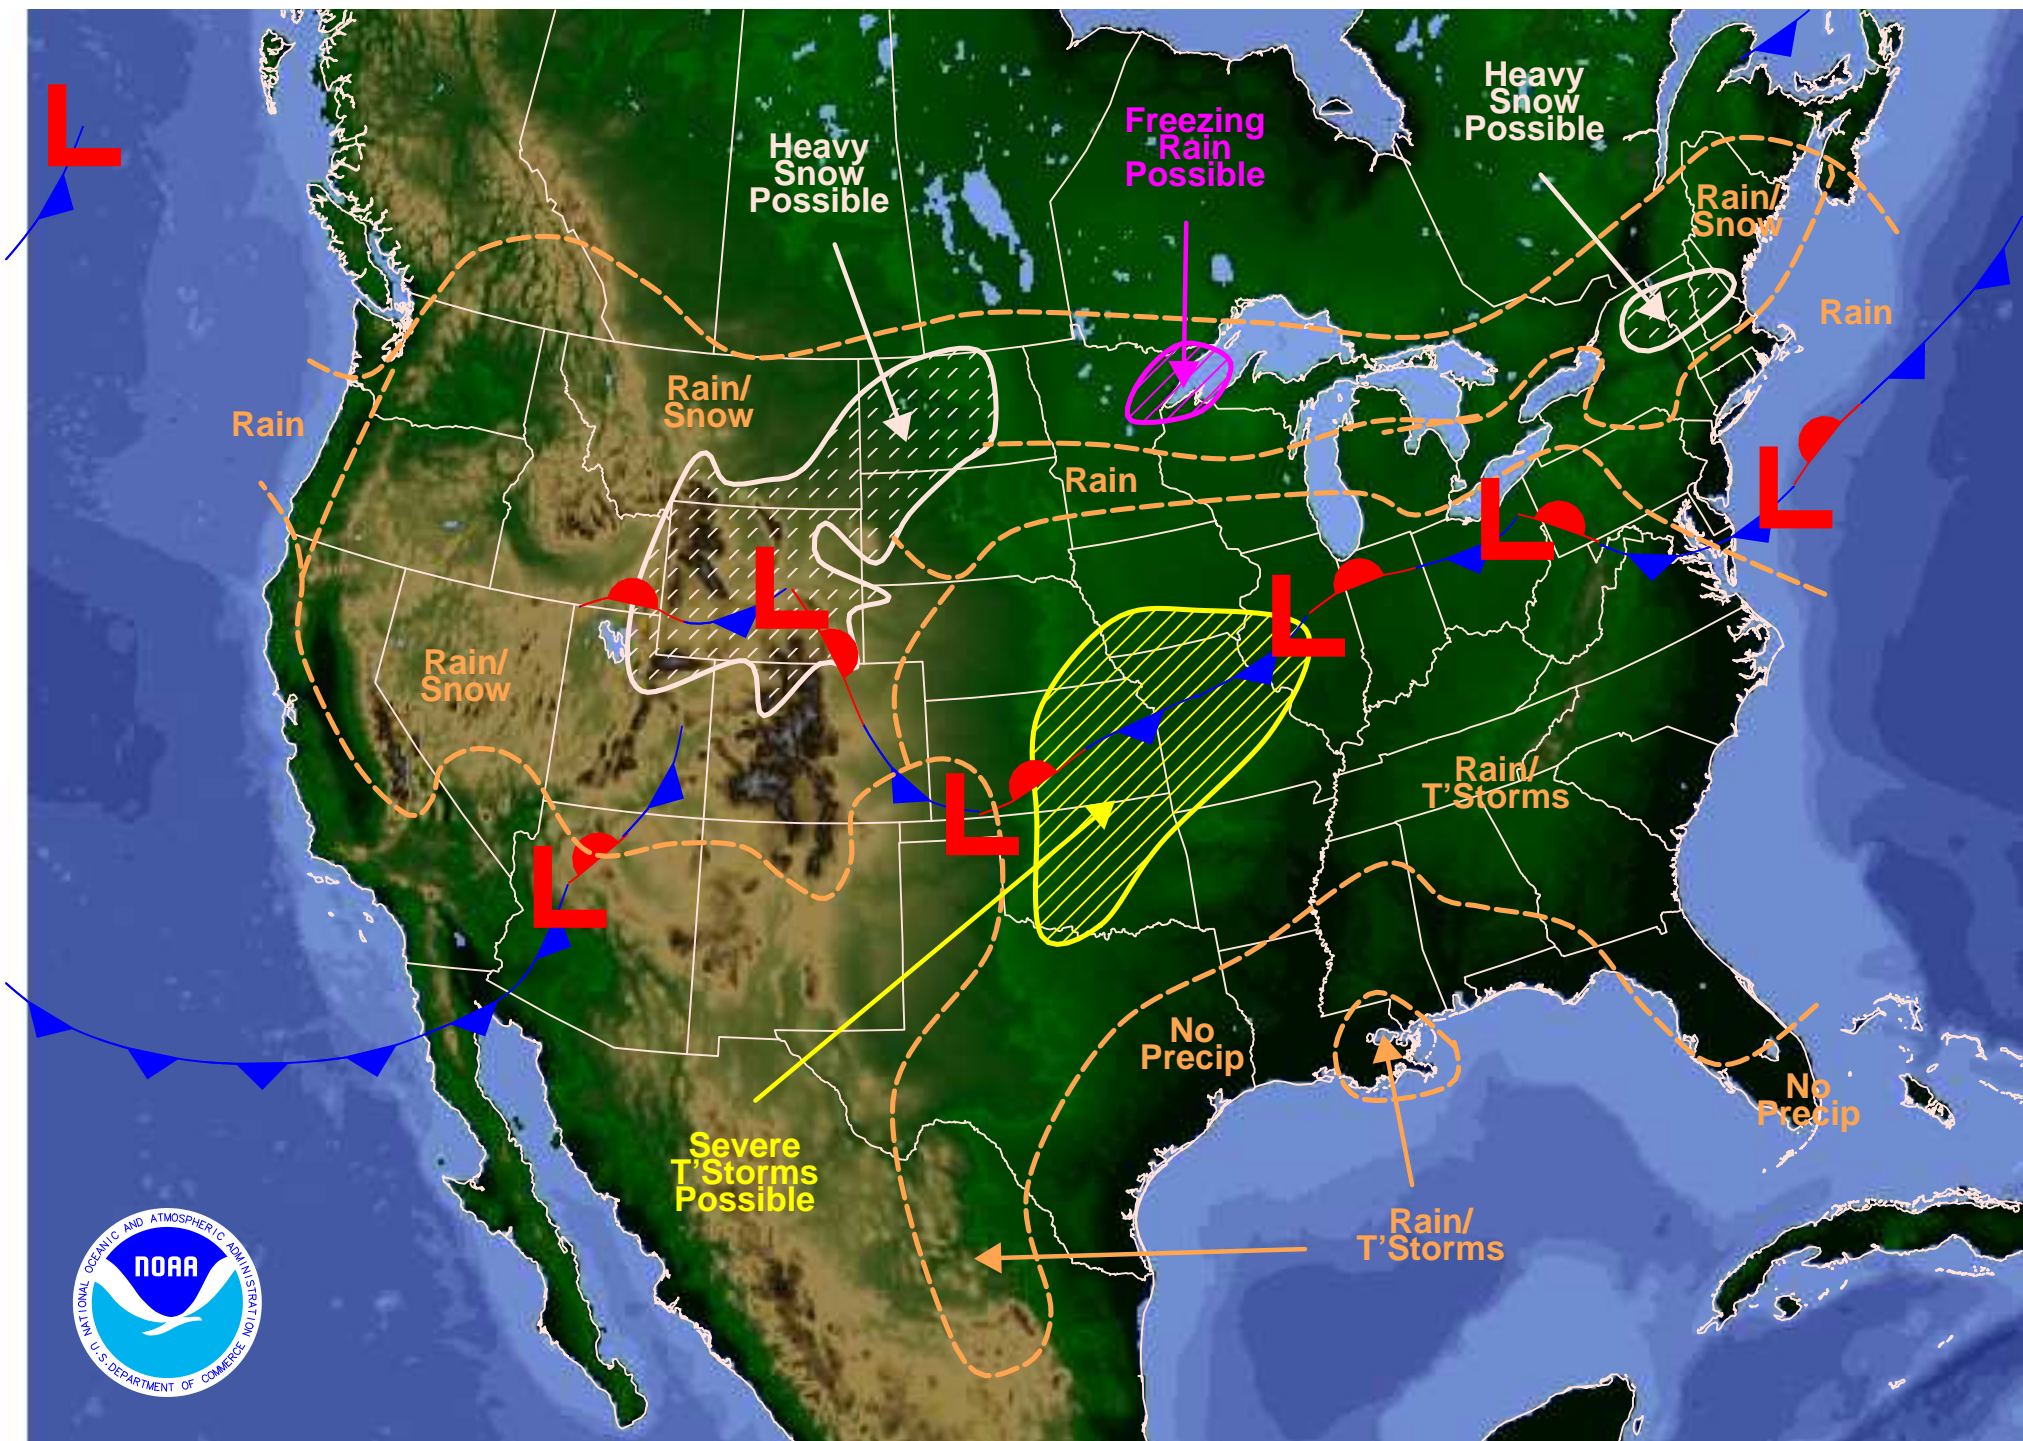 Heavy
Snow
Possible
Freezing
Rain
Possible
Heavy
Snow
Possible
L
Rain/
Snow
Rain
Rain/
Snow
Rain
Rain
L
L
L
L
Rain/
Snow
L
Rain/
T'Storms
L
L
No
Precip
No
Precip
Severe
T'Storms
Possible
Rain/
T'Storms
NATIONAL OCEANIC AND ATMOSPHERIC ADMINISTRATION
NOAA
U.S. DEPARTMENT OF COMMERCE